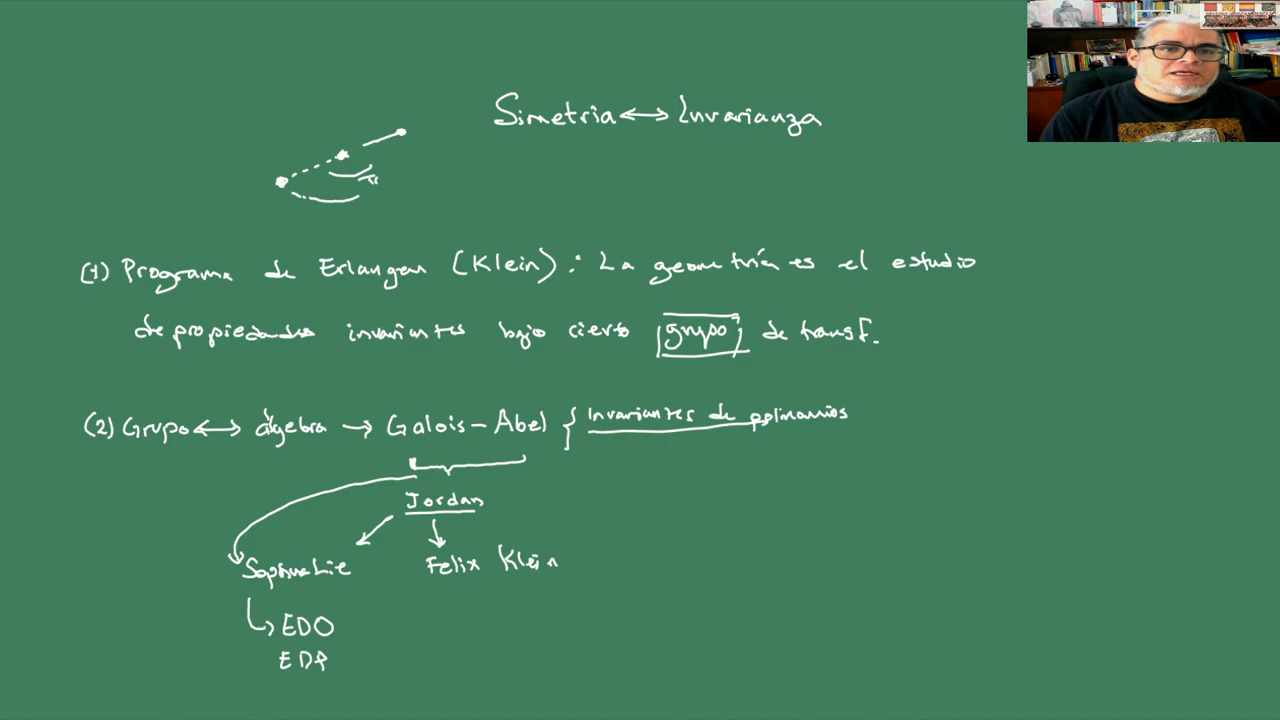 Simetria ↔ Invarianza
π
(1) Programa de Erlangen (Klein): La geometría es el estudio
de propiedades invariantes bajo cierto grupo de transf.
(2) Grupo ↔ álgebra → Galois - Abel { Invariantes de polinomios
Jordan
Sophus Lie Felix Klein
EDO
EDP